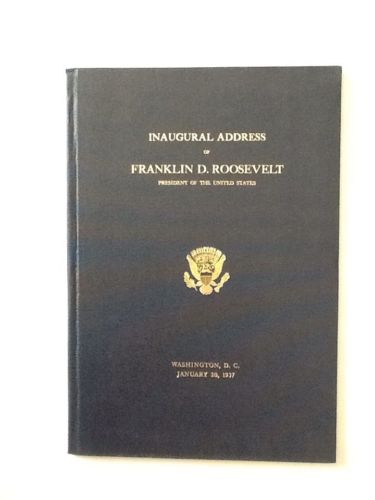 INAUGURAL ADDRESS
OF
FRANKLIN D. ROOSEVELT
PRESIDENT OF THE UNITED STATES
WASHINGTON, D. C.
JANUARY 20, 1937